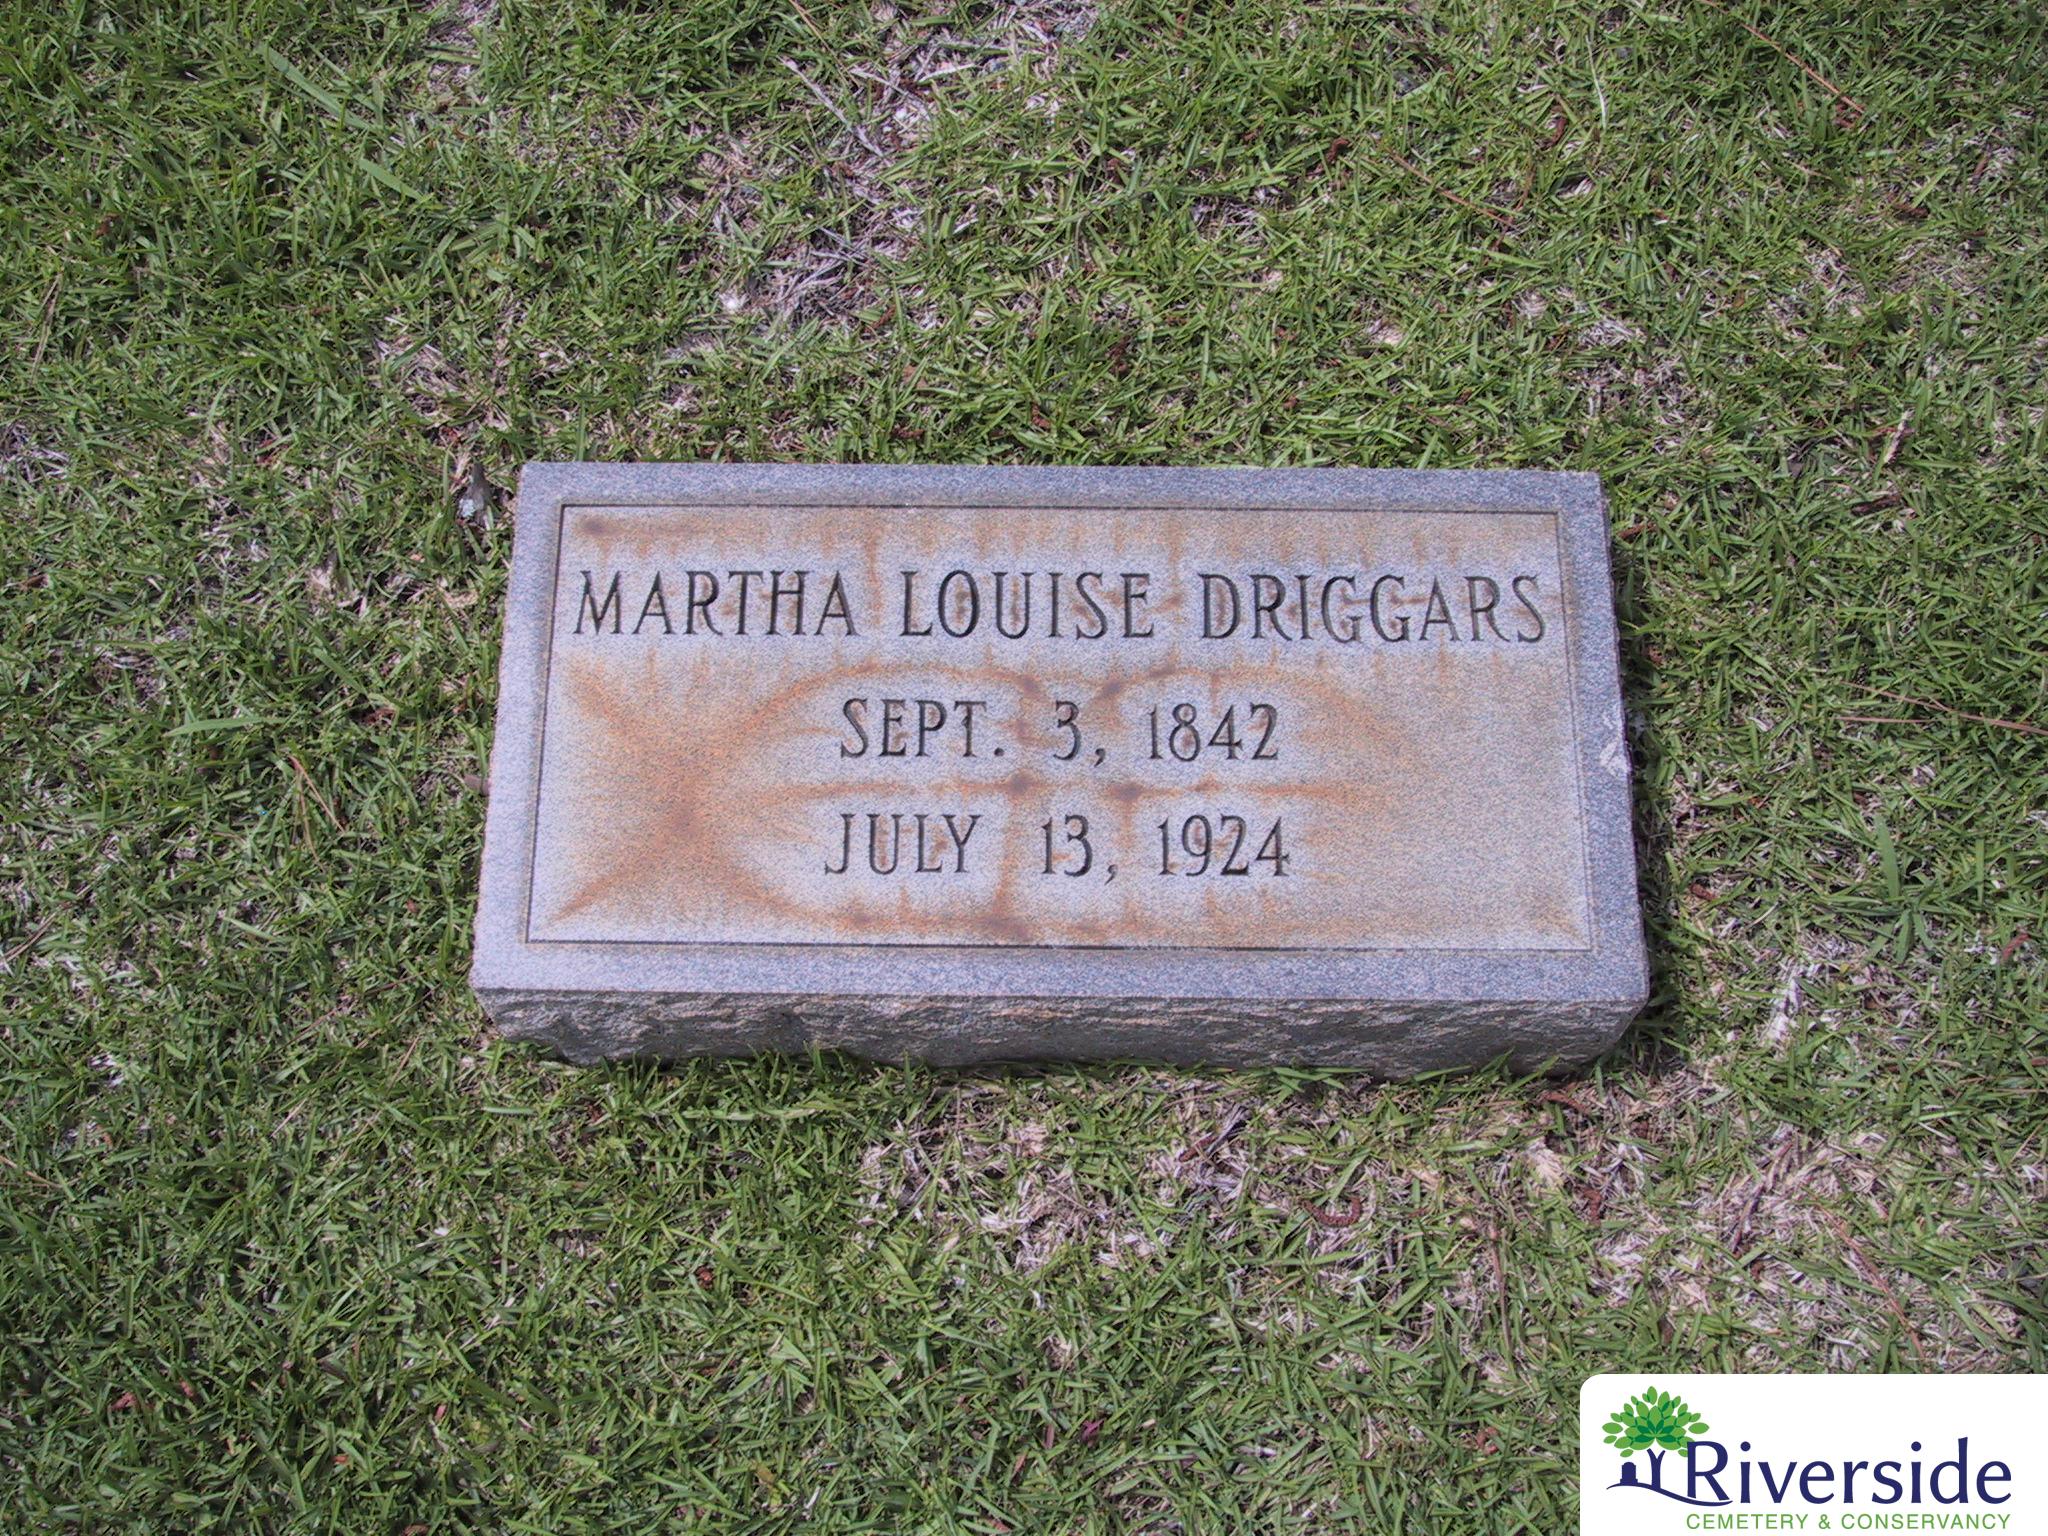 MARTHA LOUISE DRIGGARS
SEPT. 3, 1842
JULY 13, 1924
Riverside
CEMETERY & CONSERVANCY